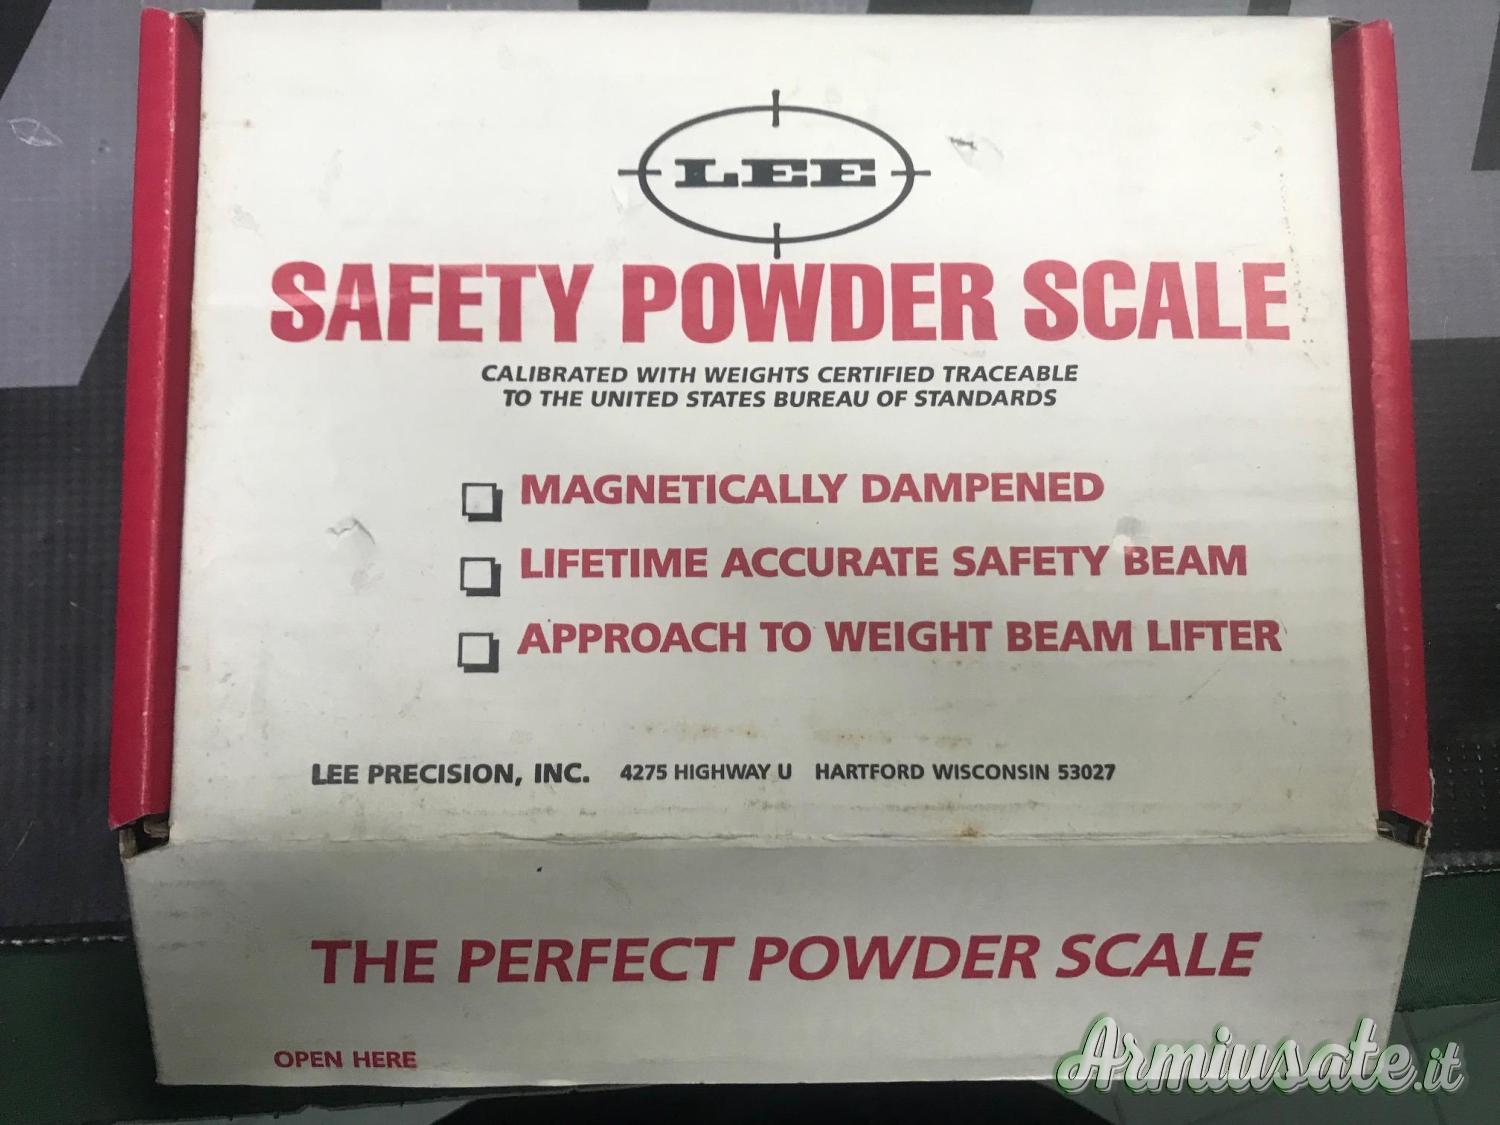 LEE
SAFETY POWDER SCALE
CALIBRATED WITH WEIGHTS CERTIFIED TRACEABLE
TO THE UNITED STATES BUREAU OF STANDARDS
MAGNETICALLY DAMPENED
LIFETIME ACCURATE SAFETY BEAM
APPROACH TO WEIGHT BEAM LIFTER
LEE PRECISION, INC. 4275 HIGHWAY U HARTFORD WISCONSIN 53027
THE PERFECT POWDER SCALE
OPEN HERE
Armiusate.it